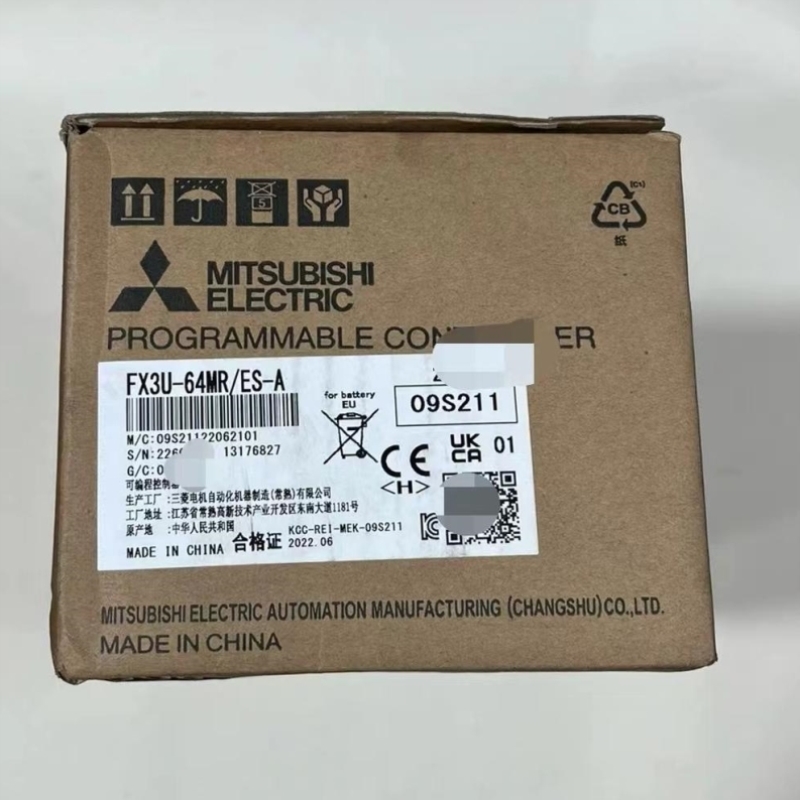 5
(C1)
CB
纸
MITSUBISHI
ELECTRIC
PROGRAMMABLE ER
FX3U-64MR/ES-A
for battery
EU
09S211
M/C:09S21122062101
S/N: 13176827
G/C:0
CE
<H>
UK
CA 01
可编程控制器
生产工厂:三菱电机自动化机器制造(常熟)有限公司
工厂地址:江苏省常熟高新技术产业开发区东南大道1181号
原产地 :中华人民共和国
KCC-REI-MEK-09S211
MADE IN CHINA 合格证 2022.06
MITSUBISHI ELECTRIC AUTOMATION MANUFACTURING (CHANGSHU) CO.,LTD.
MADE IN CHINA